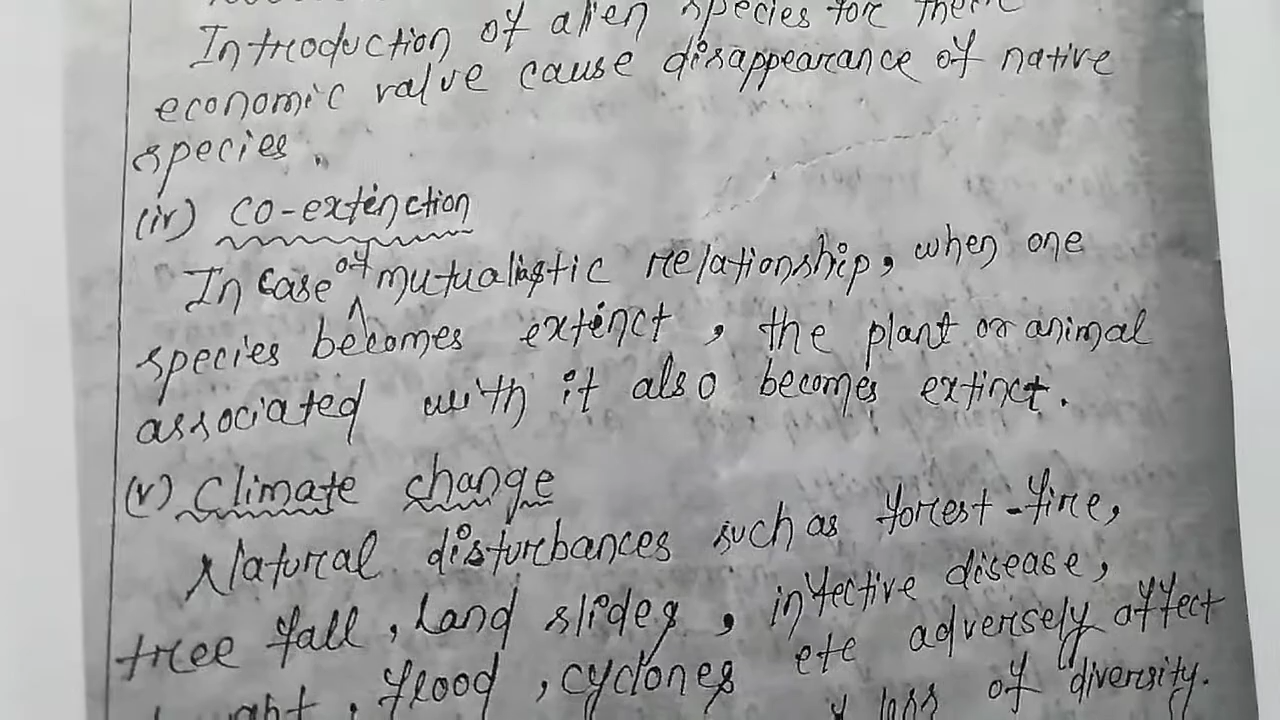 Introduction of alien species for their
economic value cause disappearance of native
species.
(iv) co-extinction
In case of mutualistic relationship, when one
species becomes extinct, the plant or animal
associated with it also becomes extinct.
(v) Climate change
Natural disturbances such as forest-fire,
tree fall, Land slides, infective disease,
flood, cyclones etc adversely affect
loss of diversity.